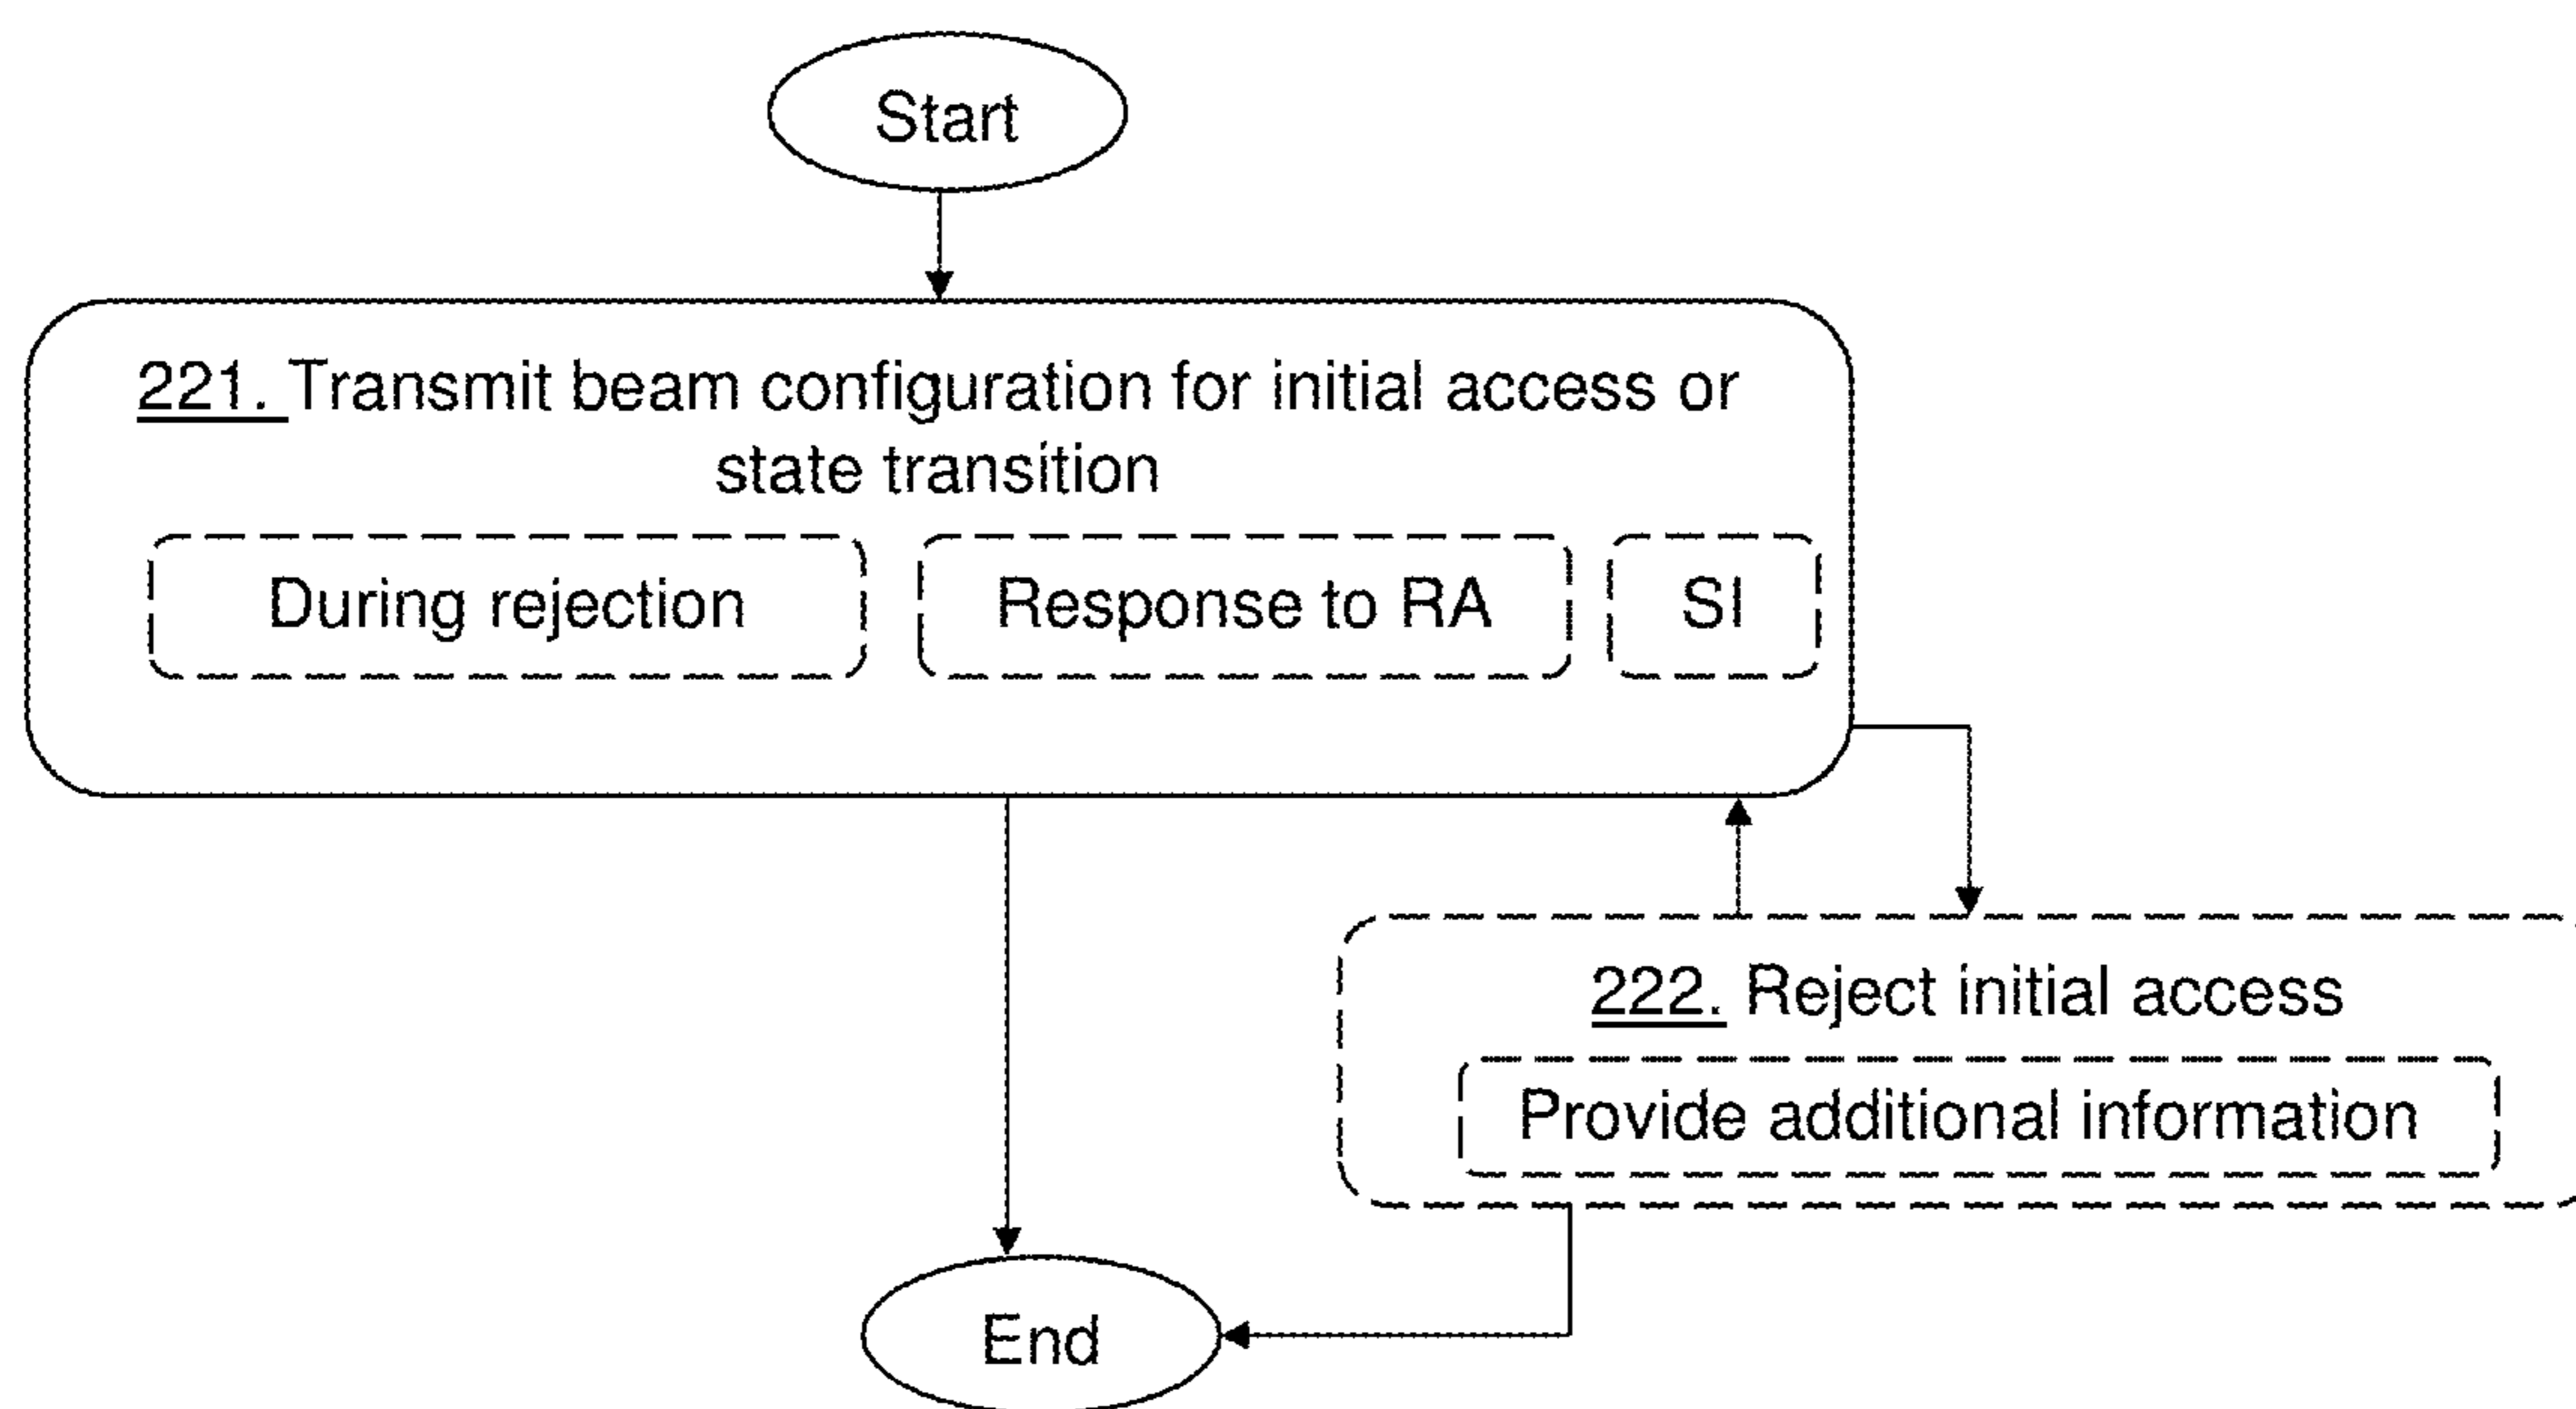 Start
221. Transmit beam configuration for initial access or
state transition
During rejection
Response to RA
SI
222. Reject initial access
Provide additional information
End